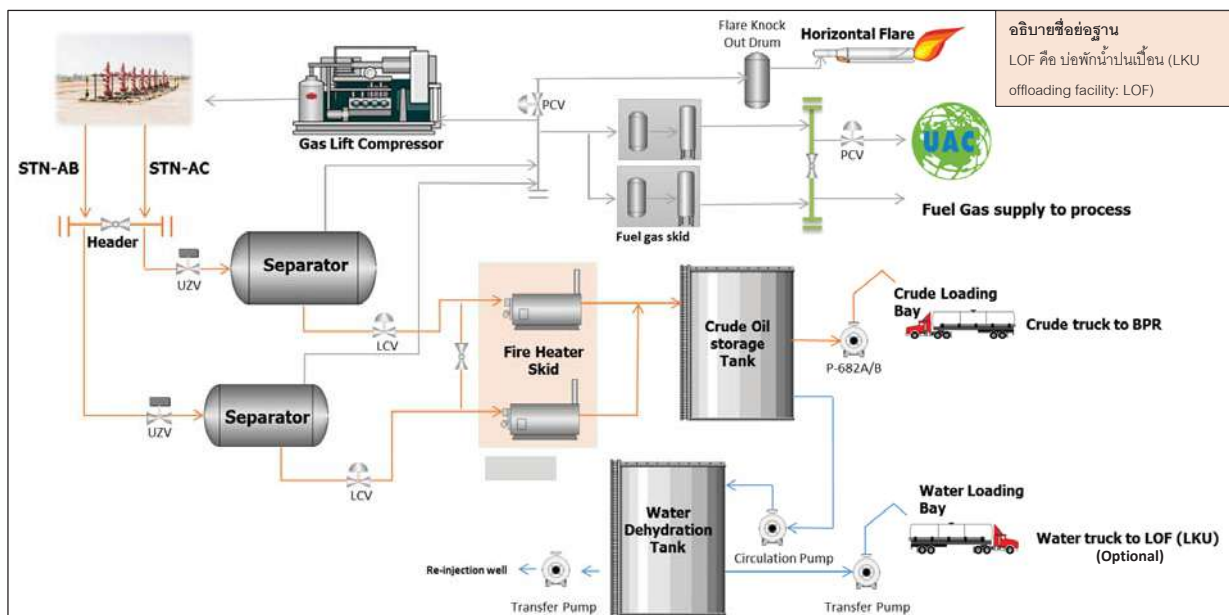 Flare Knock
Out Drum
Horizontal Flare
อธิบายชื่อย่อฐาน
LOF คือ บ่อพักน้ำปนเปื้อน (LKU
offloading facility: LOF)
PCV
Gas Lift Compressor
STN-AB
STN-AC
UAC
PCV
Fuel Gas supply to process
Fuel gas skid
Header
Separator
UZV
LCV
Fire Heater
Skid
Crude Oil
storage
Tank
Crude Loading
Bay
Crude truck to BPR
P-682A/B
Separator
UZV
LCV
Water
Dehydration
Tank
Circulation Pump
Water Loading
Bay
Water truck to LOF (LKU)
(Optional)
Re-injection well
Transfer Pump
Transfer Pump